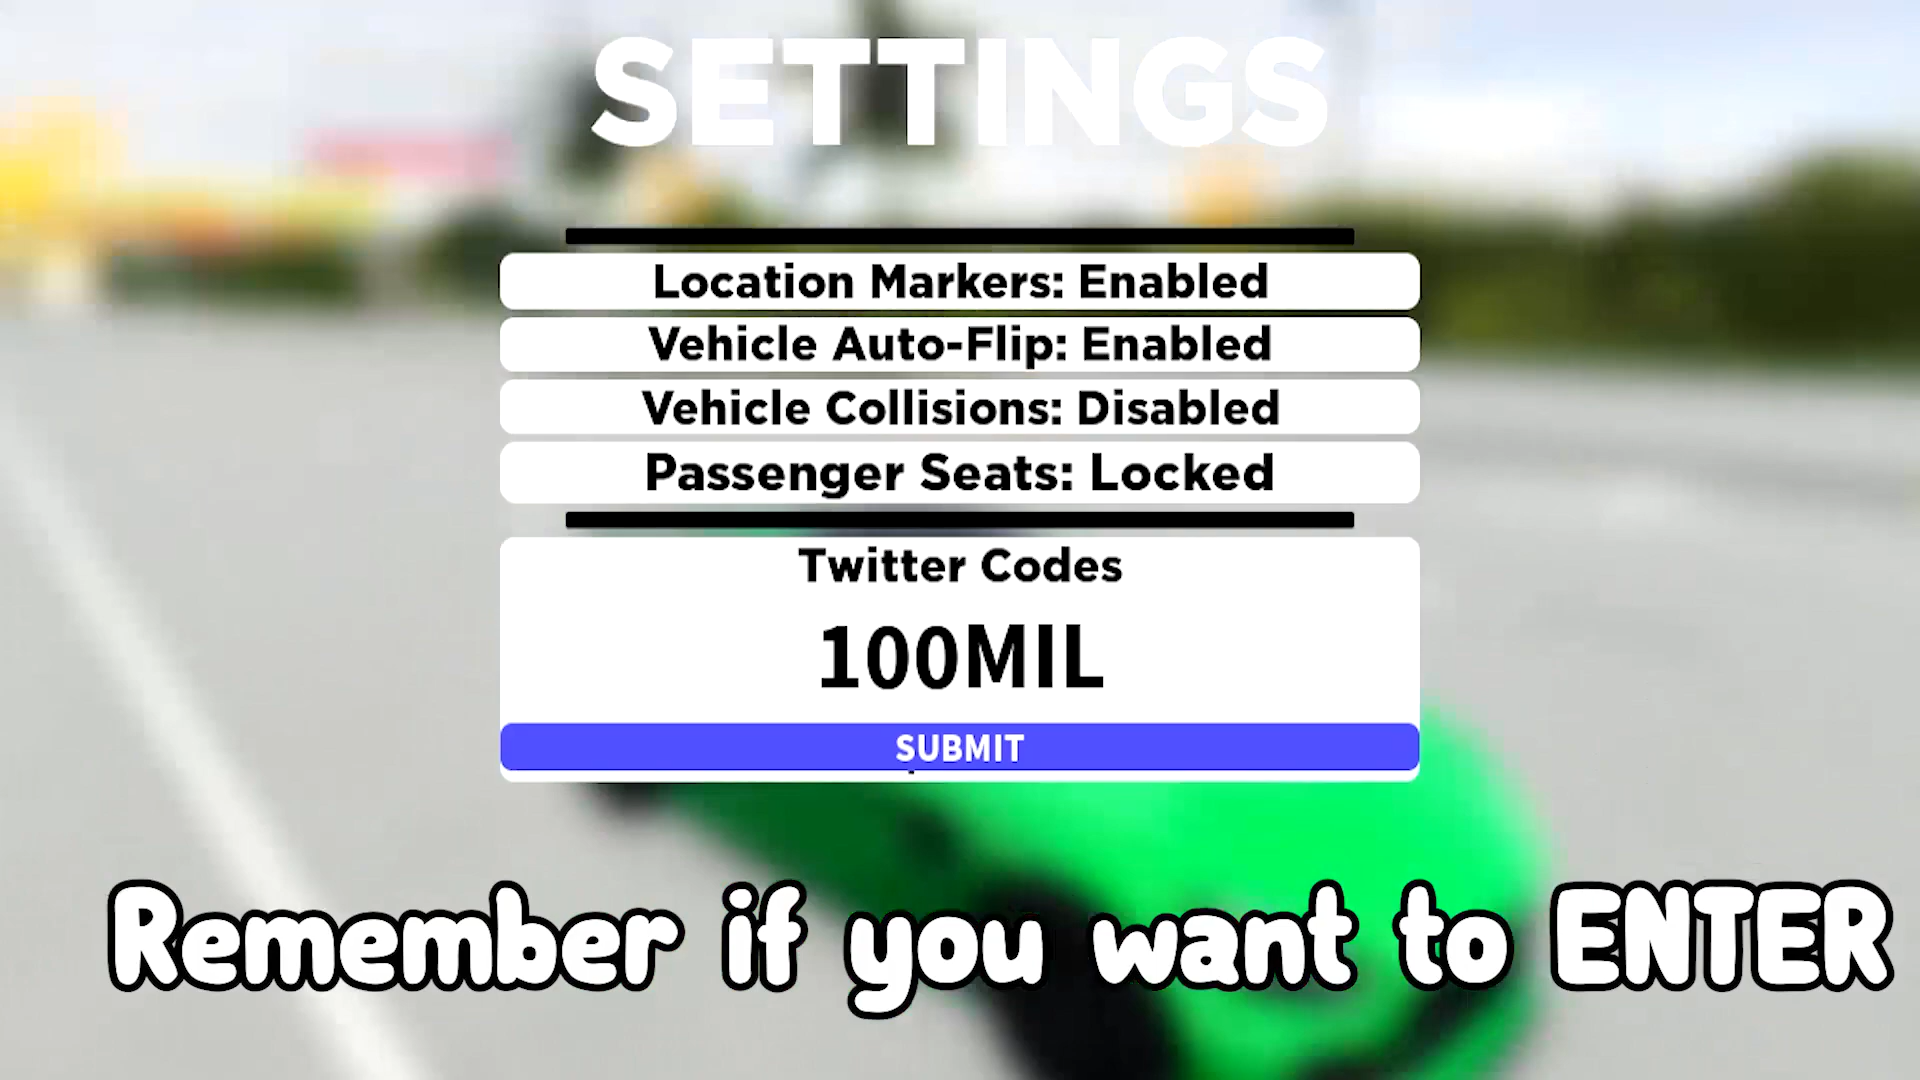 SETTINGS
Location Markers: Enabled
Vehicle Auto-Flip: Enabled
Vehicle Collisions: Disabled
Passenger Seats: Locked
Twitter Codes
100MIL
SUBMIT
Remember if you want to ENTER